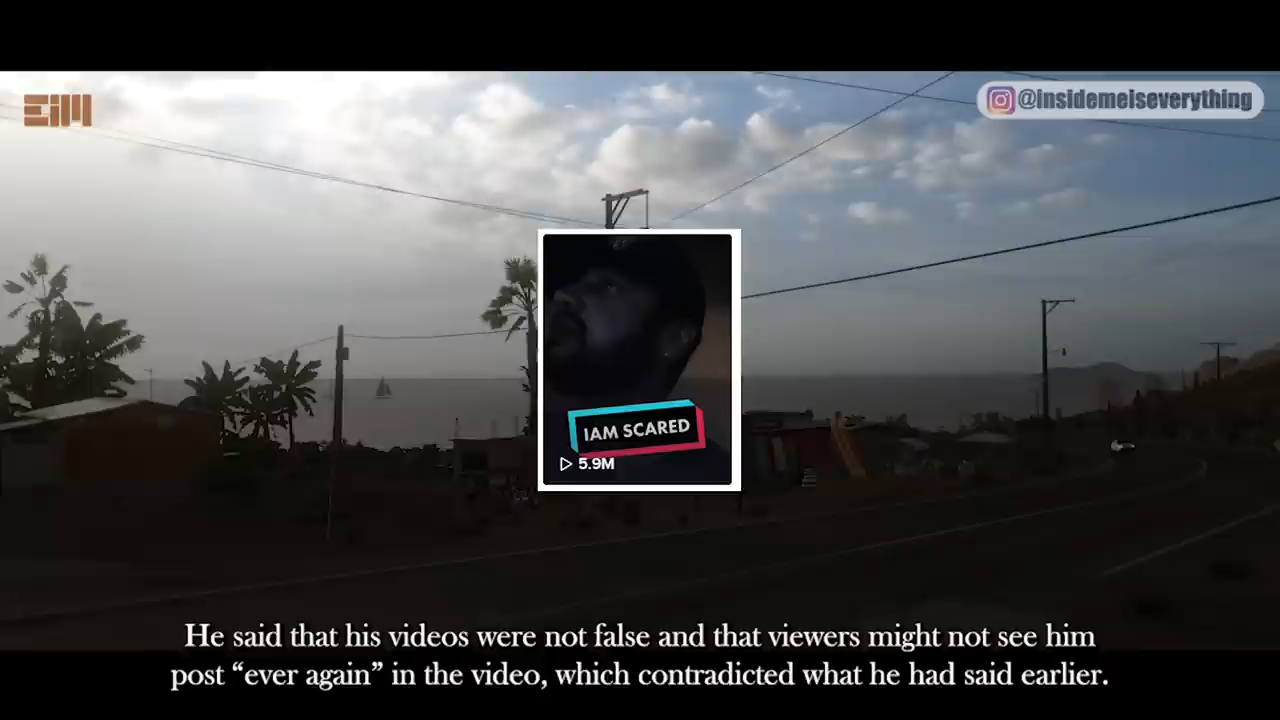 EiM
@insidemeiseverything
IAM SCARED
5.9M
He said that his videos were not false and that viewers might not see him
post “ever again” in the video, which contradicted what he had said earlier.